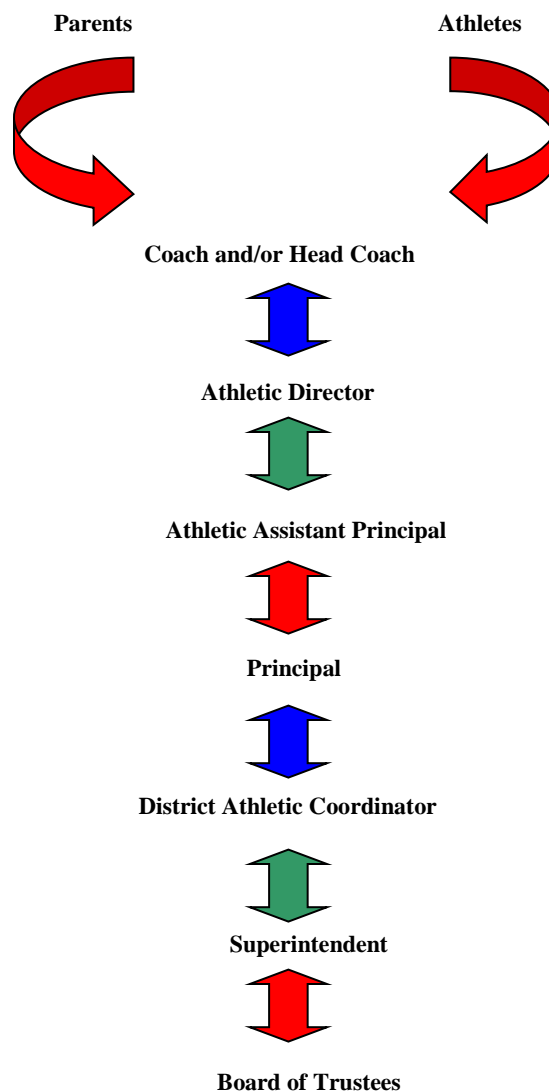 Parents Athletes
Coach and/or Head Coach
Athletic Director
Athletic Assistant Principal
Principal
District Athletic Coordinator
Superintendent
Board of Trustees